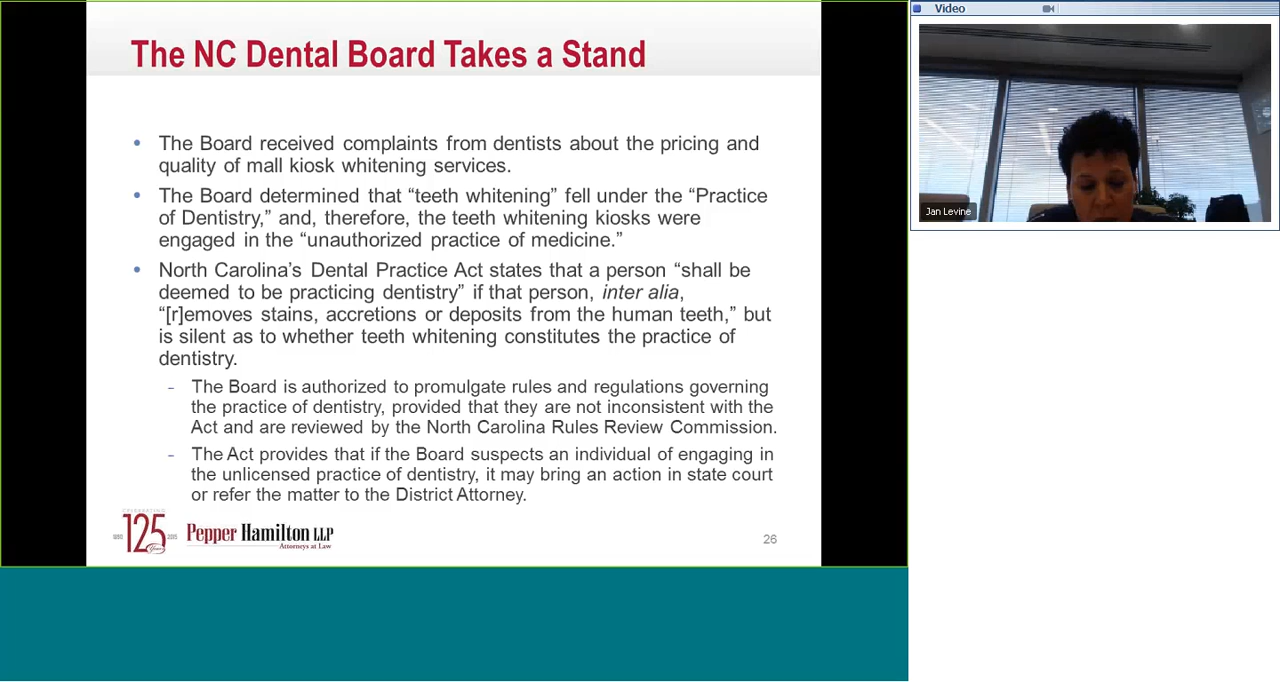 The NC Dental Board Takes a Stand
• The Board received complaints from dentists about the pricing and
quality of mall kiosk whitening services.
• The Board determined that “teeth whitening” fell under the “Practice
of Dentistry,” and, therefore, the teeth whitening kiosks were
engaged in the “unauthorized practice of medicine.”
• North Carolina’s Dental Practice Act states that a person “shall be
deemed to be practicing dentistry” if that person, inter alia,
“[r]emoves stains, accretions or deposits from the human teeth,” but
is silent as to whether teeth whitening constitutes the practice of
dentistry.
- The Board is authorized to promulgate rules and regulations governing
the practice of dentistry, provided that they are not inconsistent with the
Act and are reviewed by the North Carolina Rules Review Commission.
- The Act provides that if the Board suspects an individual of engaging in
the unlicensed practice of dentistry, it may bring an action in state court
or refer the matter to the District Attorney.
CELEBRATING
125
Years
Pepper Hamilton LLP
Attorneys at Law
26
Video
Jan Levine